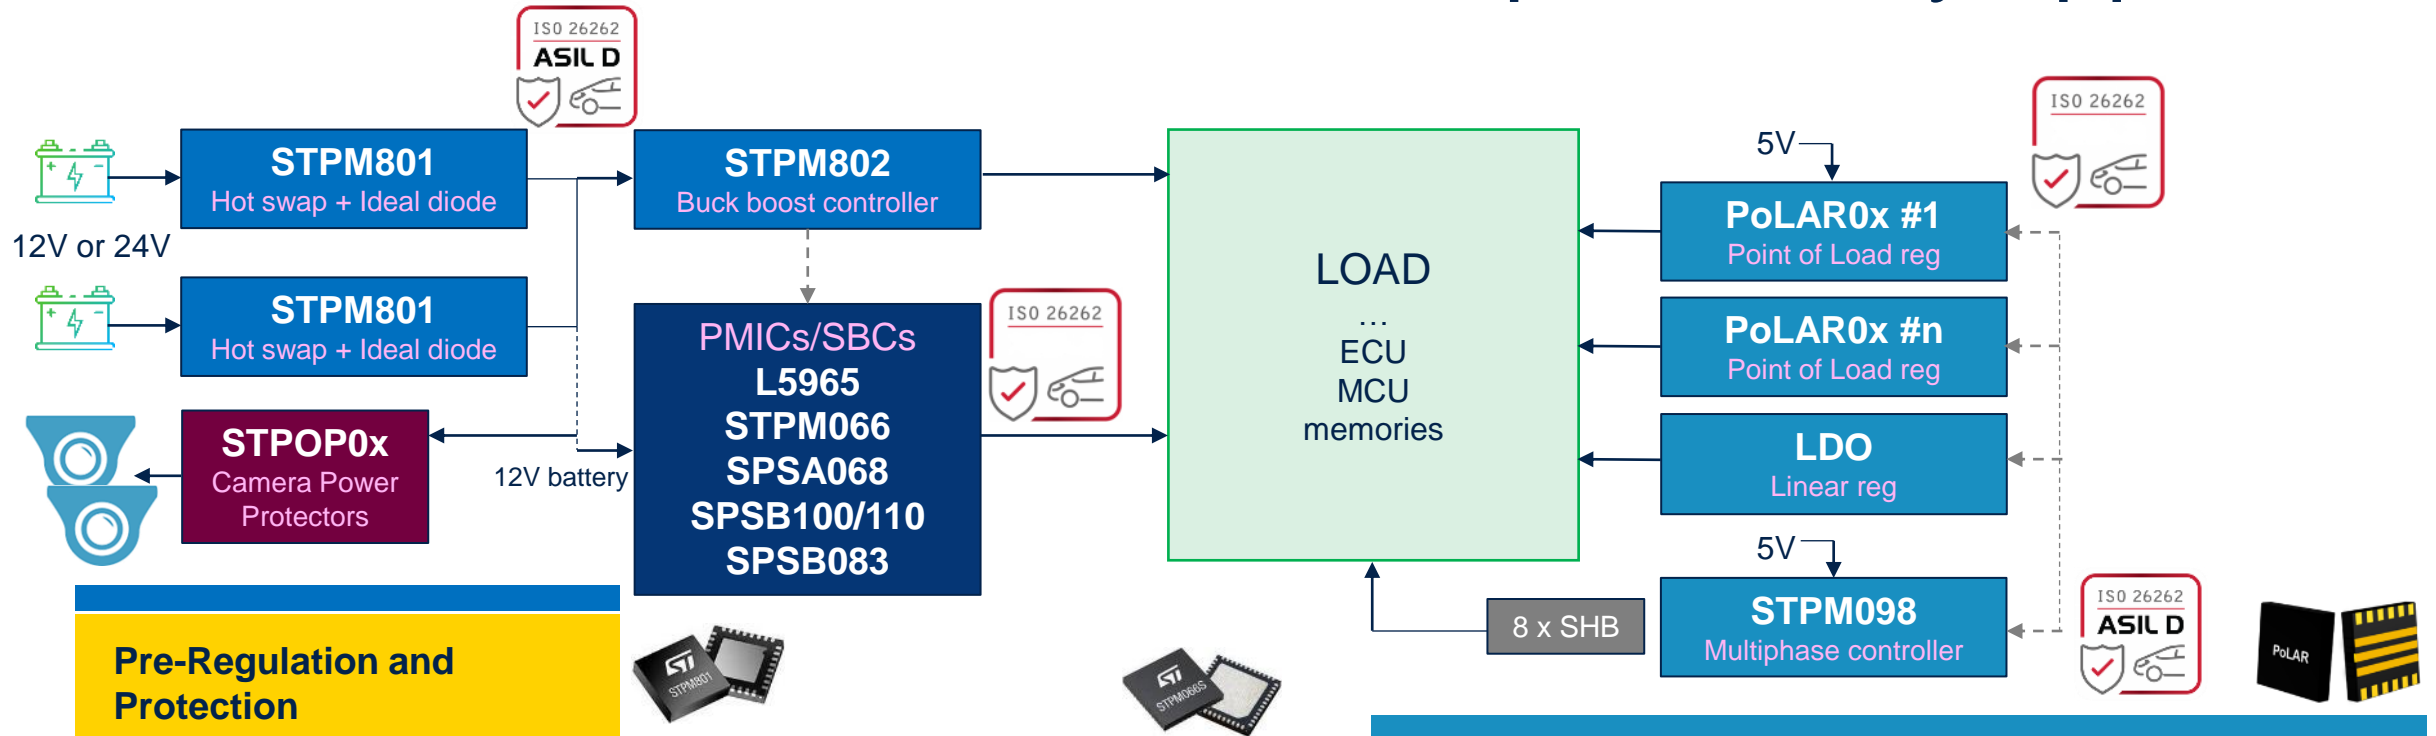 ISO 26262
ASIL D
STPM801
Hot swap + Ideal diode
12V or 24V
STPM801
Hot swap + Ideal diode
STPOP0x
Camera Power
Protectors
12V battery
STPM802
Buck boost controller
PMICs/SBCs
L5965
STPM066
SPSA068
SPSB100/110
SPSB083
ISO 26262
LOAD
...
ECU
MCU
memories
5V
PoLAR0x #1
Point of Load reg
ISO 26262
PoLAR0x #n
Point of Load reg
LDO
Linear reg
5V
STPM098
Multiphase controller
8 x SHB
ISO 26262
ASIL D
Pre-Regulation and
Protection
ST
STPM801
ST
STPM066S
PoLAR